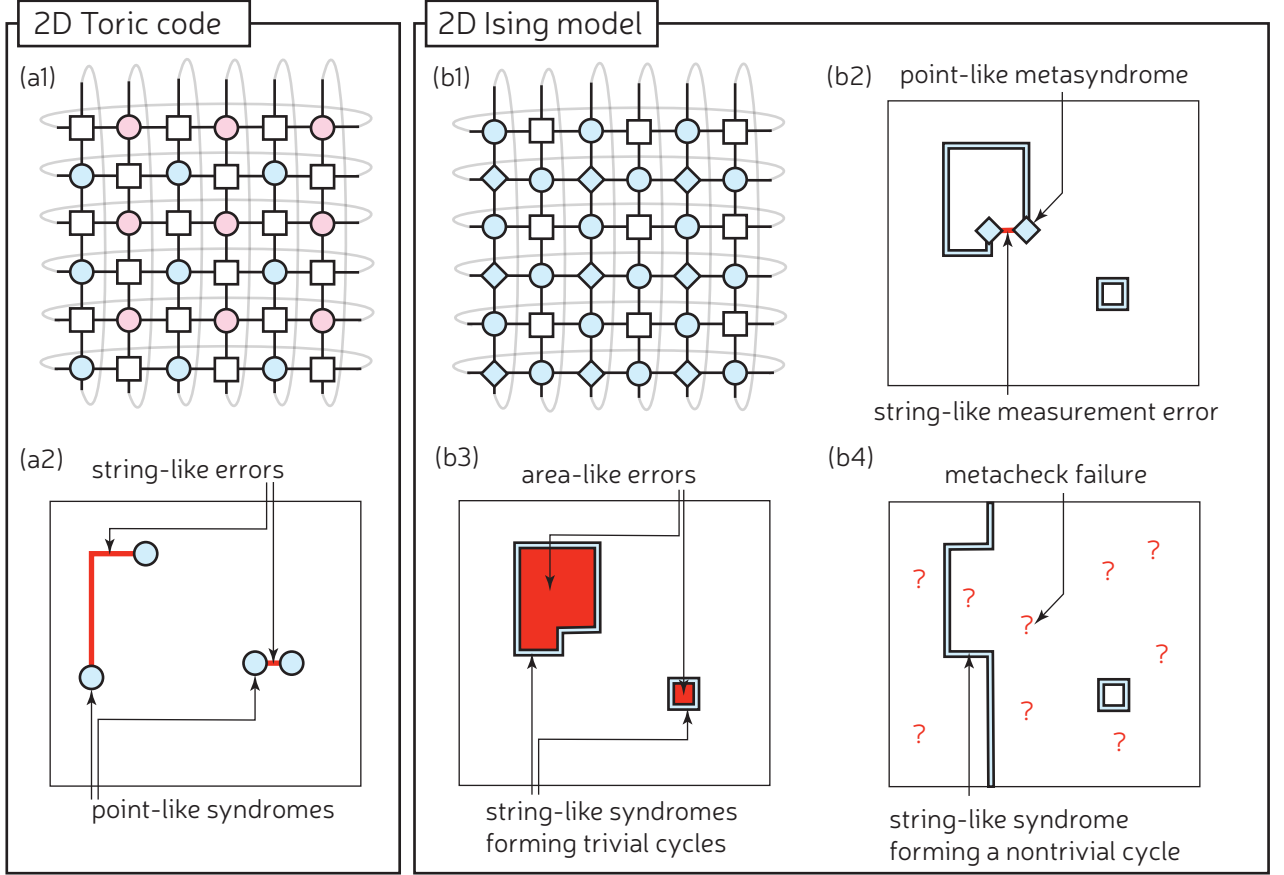 2D Toric code
(a1)
(a2)
string-like errors
point-like syndromes
2D Ising model
(b1)
(b2)
point-like metasyndrome
string-like measurement error
(b3)
area-like errors
string-like syndromes
forming trivial cycles
(b4)
metacheck failure
?
?
?
?
?
?
?
?
?
string-like syndrome
forming a nontrivial cycle